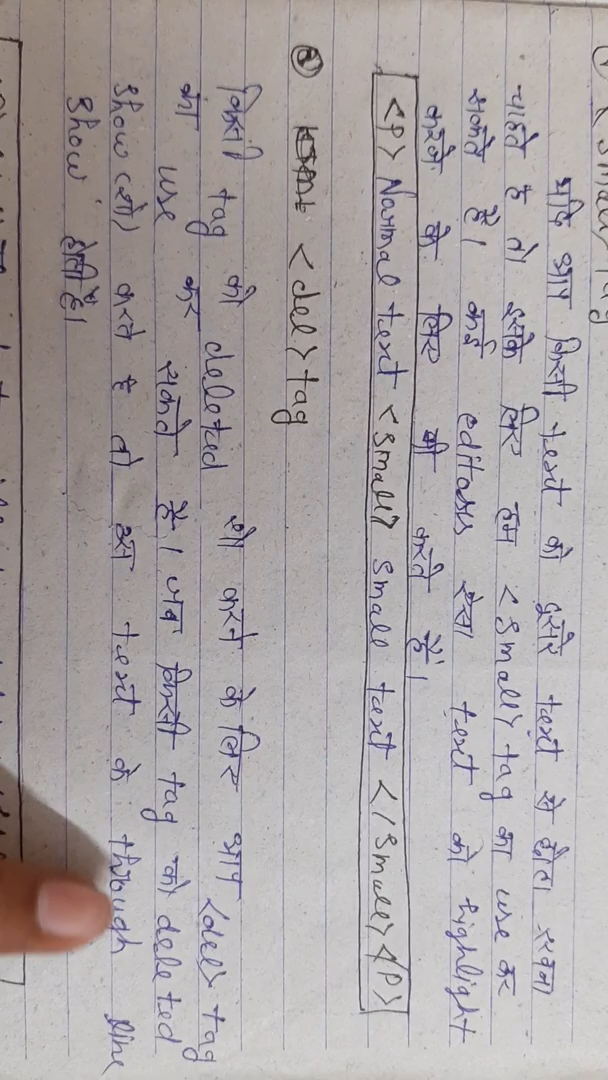 <small> tag
यदि आप किसी text को दूसरे text से छोटा रखना
चाहते है तो इसके लिए हम <small> tag का use कर
सकते है। कई editors ऐसा text को highlight
करने के लिए भी करते हैं।
<P> Normal text <small> Small text </small> </P>
<del> tag
किसी tag को deleted शो करने के लिए आप <del> tag
का use कर सकते है। जब किसी tag को deleted
show करते है तो उस text के through line
show होती है।